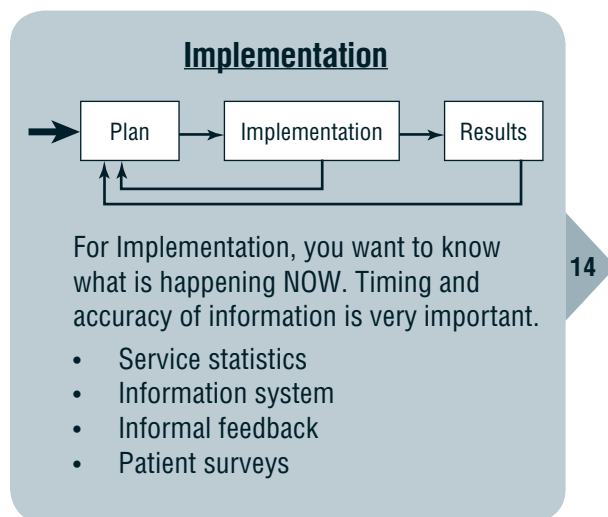 Implementation
Plan
Implementation
Results
For Implementation, you want to know
what is happening NOW. Timing and
accuracy of information is very important.
• Service statistics
• Information system
• Informal feedback
• Patient surveys
14